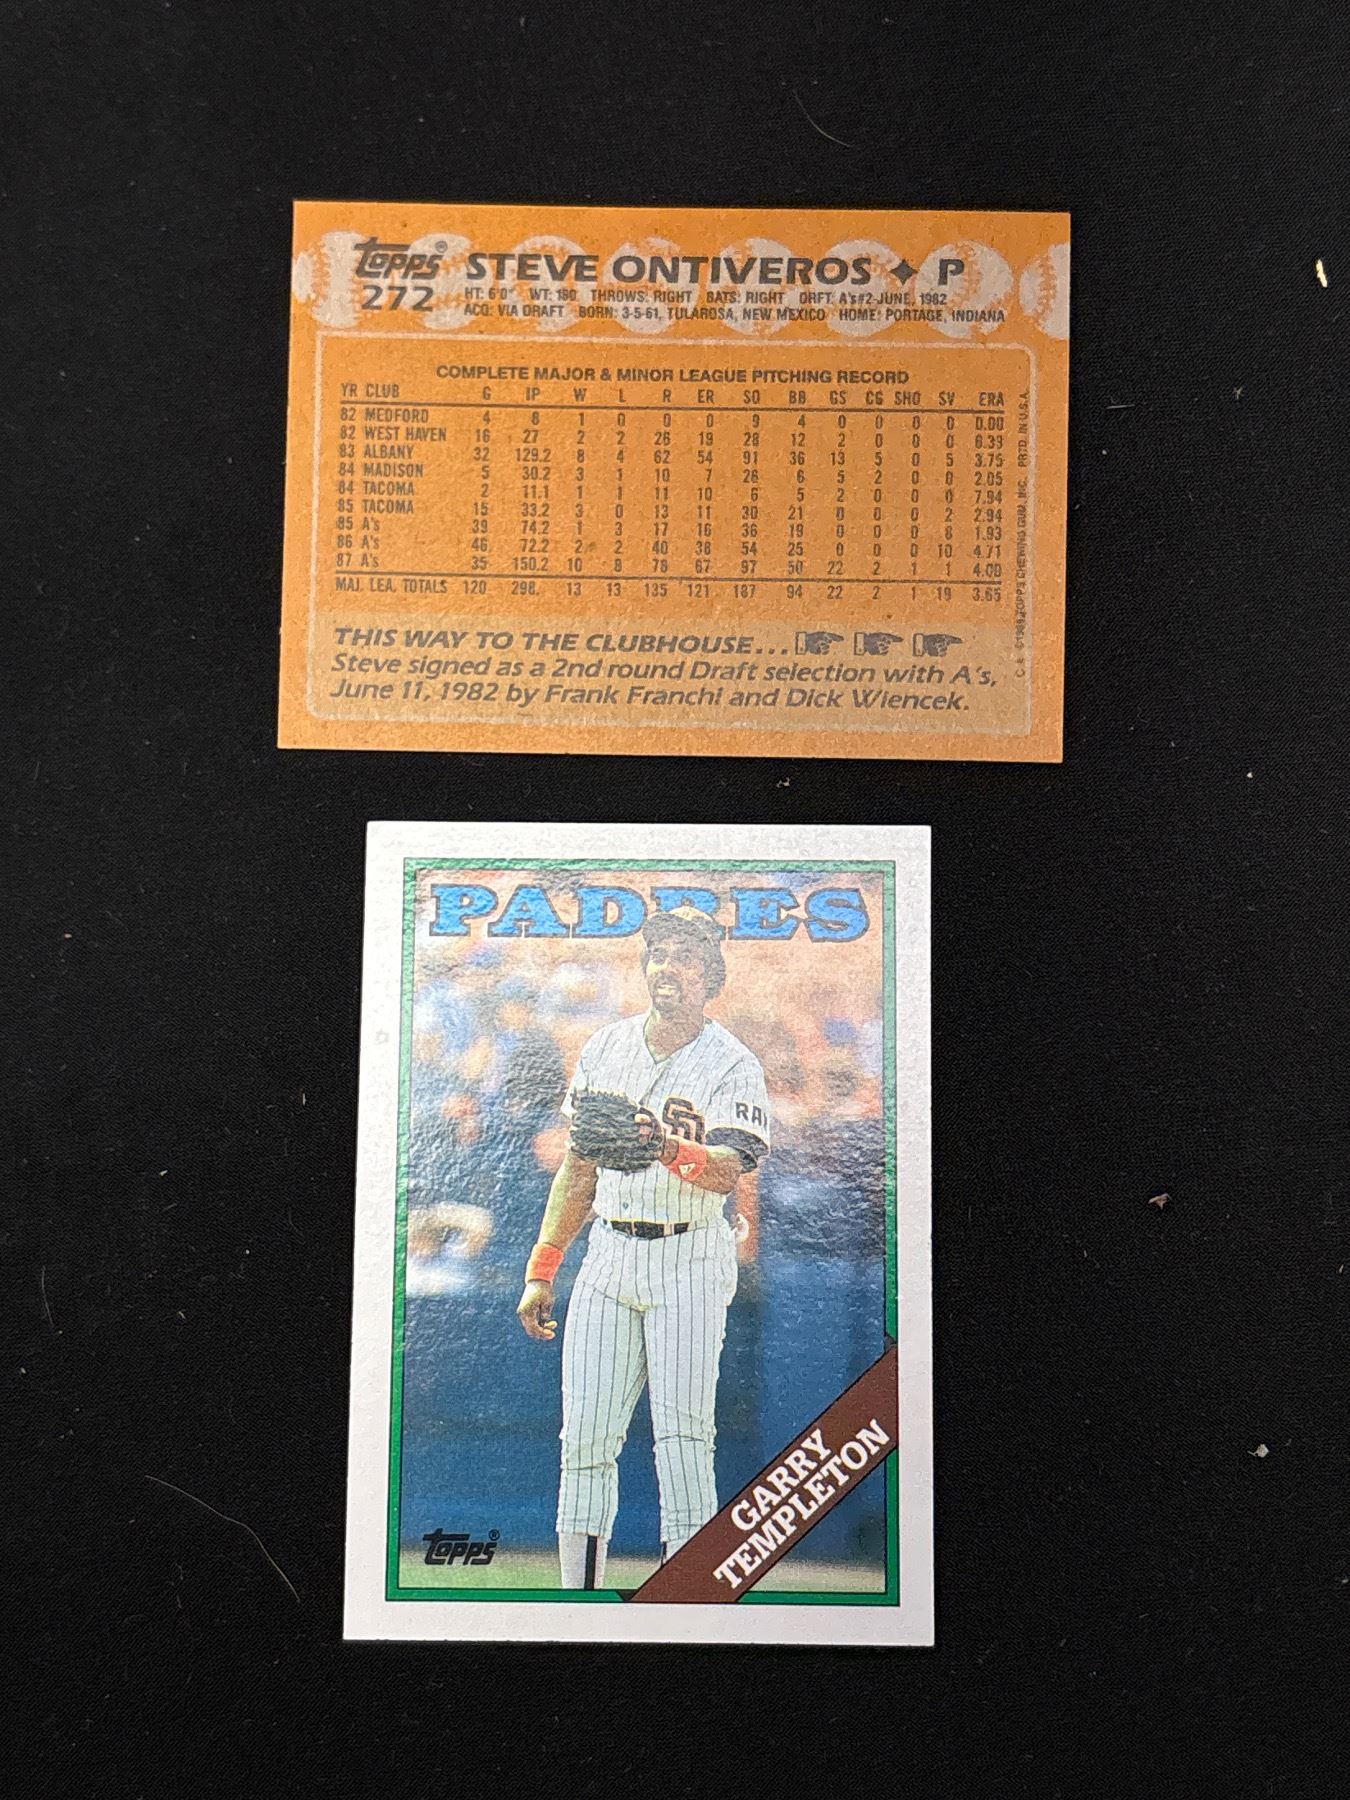 Topps® STEVE ONTIVEROS ✦ P
272 HT: 6'0" WT: 180 THROWS: RIGHT BATS: RIGHT DRFT: A's#2-JUNE, 1982
ACQ: VIA DRAFT BORN: 3-5-61, TULAROSA, NEW MEXICO HOME: PORTAGE, INDIANA
COMPLETE MAJOR & MINOR LEAGUE PITCHING RECORD
YR CLUB G IP W L R ER SO BB GS CG SHO SV ERA
82 MEDFORD 4 8 1 0 0 0 9 4 0 0 0 0 0.00
82 WEST HAVEN 16 27 2 2 26 19 28 12 2 0 0 0 6.33
83 ALBANY 32 129.2 8 4 62 54 91 36 13 5 0 5 3.75
84 MADISON 5 30.2 3 1 10 7 26 6 5 2 0 0 2.05
84 TACOMA 2 11.1 1 1 11 10 6 5 2 0 0 0 7.94
85 TACOMA 15 33.2 3 0 13 11 30 21 0 0 0 2 2.94
85 A's 39 74.2 1 3 17 16 36 19 0 0 0 8 1.93
86 A's 46 72.2 2 2 40 38 54 25 0 0 0 10 4.71
87 A's 35 150.2 10 8 78 67 97 50 22 2 1 1 4.00
MAJ. LEA. TOTALS 120 298. 13 13 135 121 187 94 22 2 1 19 3.65
THIS WAY TO THE CLUBHOUSE...
Steve signed as a 2nd round Draft selection with A's,
June 11, 1982 by Frank Franchi and Dick Wiencek.
©1988 TOPPS CHEWING GUM, INC. PRTD. IN U.S.A.
PADRES
SD
RA
GARRY
TEMPLETON
Topps®